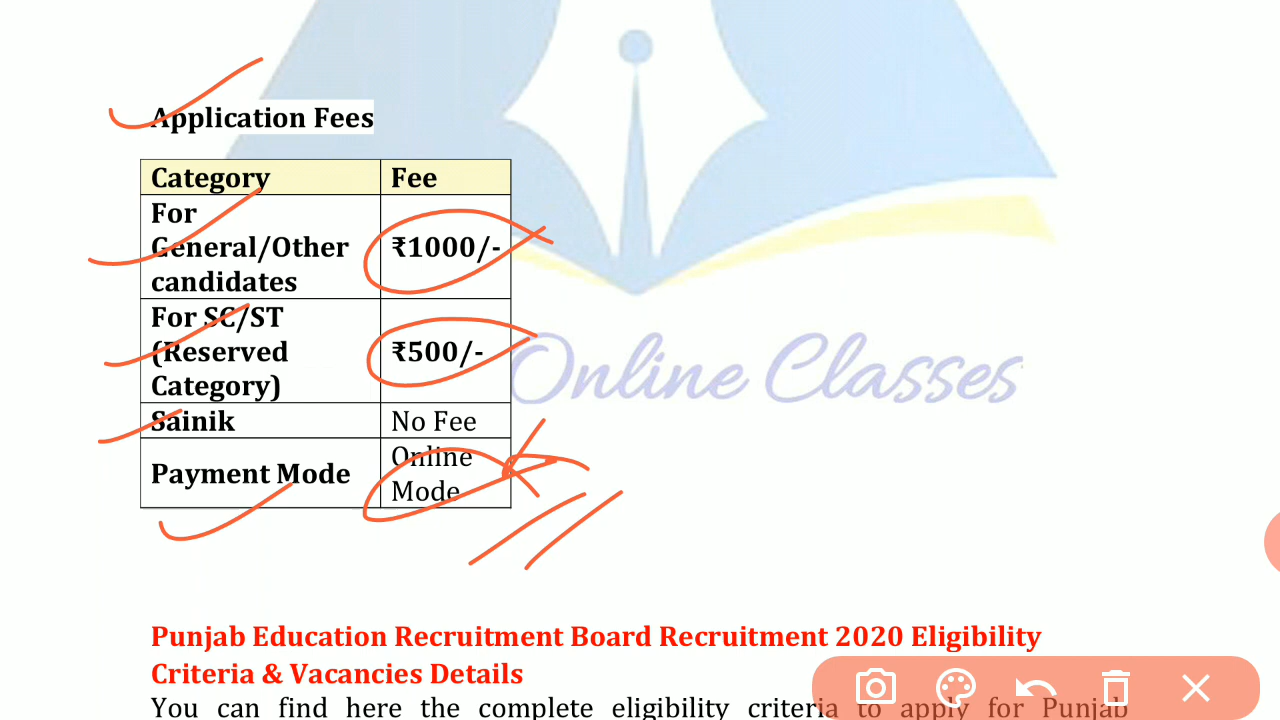 Application Fees
Category Fee
For
General/Other
candidates
₹1000/-
For SC/ST
(Reserved
Category)
₹500/-
Sainik No Fee
Payment Mode
Online
Mode
Online Classes
Punjab Education Recruitment Board Recruitment 2020 Eligibility
Criteria & Vacancies Details
You can find here the complete eligibility criteria to apply for Punjab